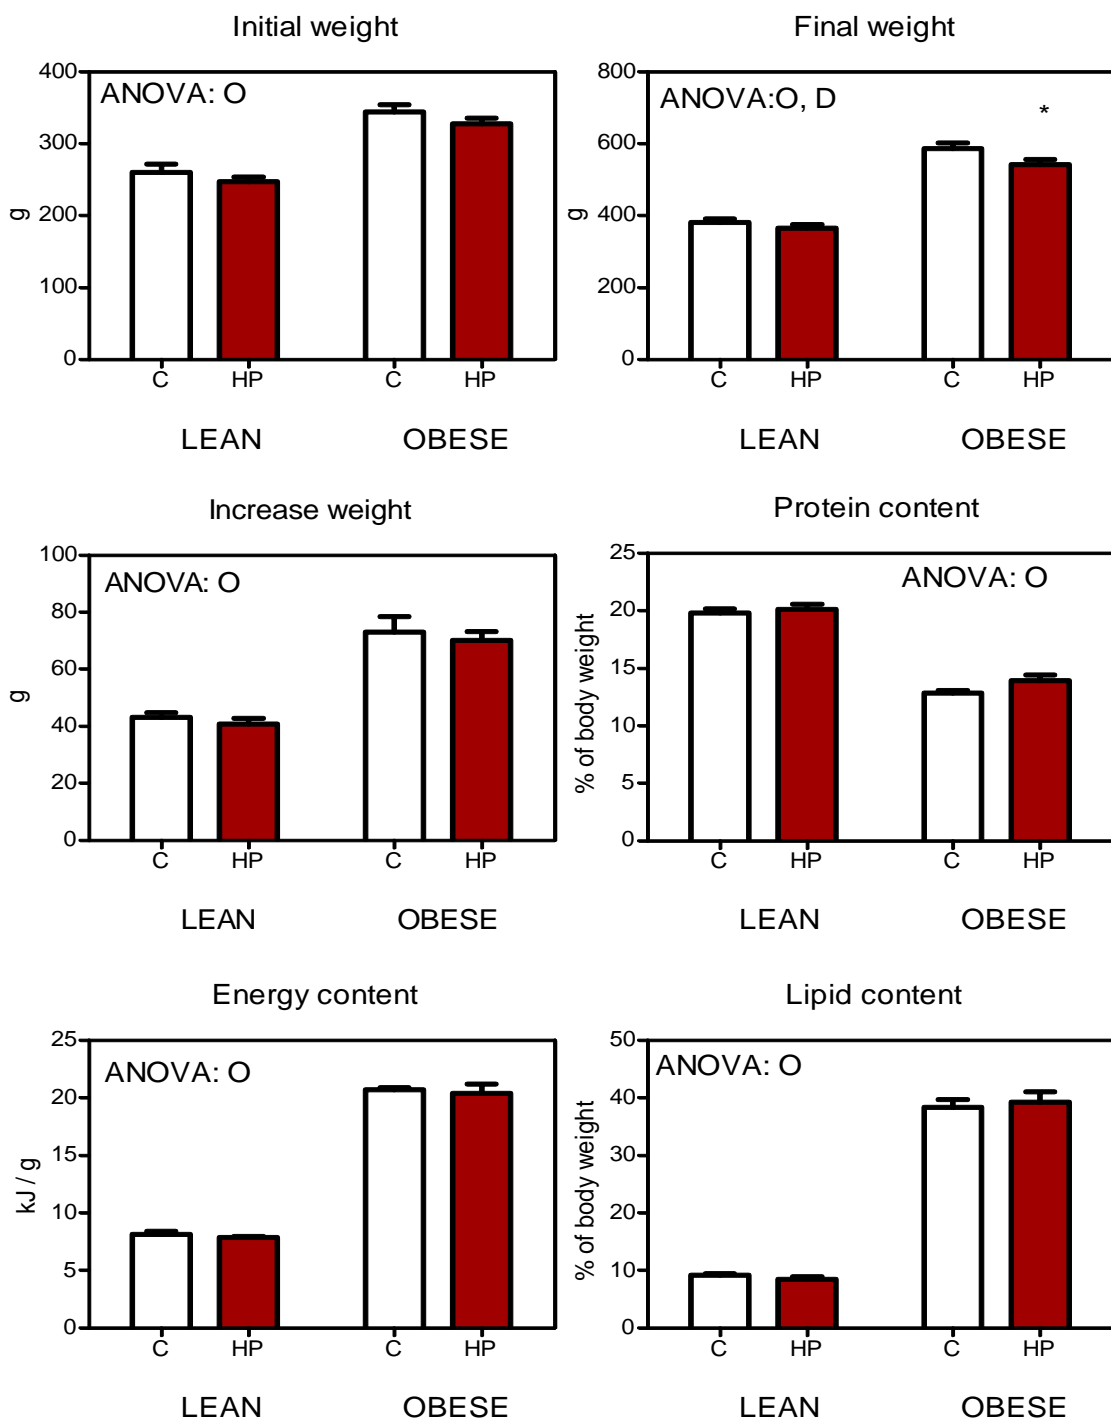 Initial weight
400
300
200
100
0
g
ANOVA: O
C
HP
C
HP
LEAN
OBESE
Final weight
800
600
400
200
0
g
ANOVA:O, D
*
C
HP
C
HP
LEAN
OBESE
Increase weight
100
80
60
40
20
0
g
ANOVA: O
C
HP
C
HP
LEAN
OBESE
Protein content
25
20
15
10
5
0
% of body weight
ANOVA: O
C
HP
C
HP
LEAN
OBESE
Energy content
25
20
15
10
5
0
kJ / g
ANOVA: O
C
HP
C
HP
LEAN
OBESE
Lipid content
50
40
30
20
10
0
% of body weight
ANOVA: O
C
HP
C
HP
LEAN
OBESE